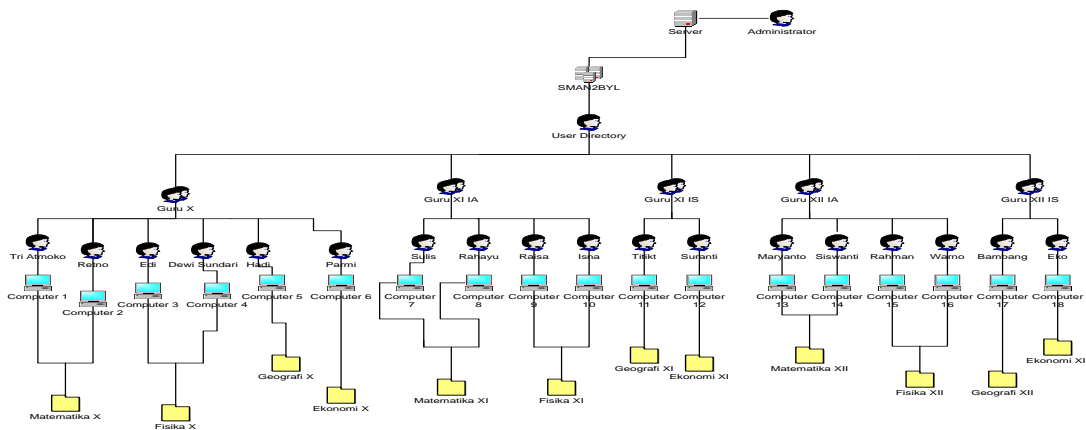 Server
Administrator
SMAN2BYL
User Directory
Guru X
Guru XI IA
Guru XI IS
Guru XII IA
Guru XII IS
Tri Atmoko
Retno
Edi
Dewi Sundari
Hadi
Parmi
Sulis
Rahayu
Raisa
Isna
Titikt
Suranti
Maryanto
Siswanti
Rahman
Warno
Bambang
Eko
Computer 1
Computer 2
Computer 3
Computer 4
Computer 5
Computer 6
Computer
7
Computer
8
Computer
9
Computer
10
Computer
11
Computer
12
Computer
13
Computer
14
Computer
15
Computer
16
Computer
17
Computer
18
Matematika X
Fisika X
Geografi X
Ekonomi X
Matematika XI
Fisika XI
Geografi XI
Ekonomi XI
Matematika XII
Fisika XII
Geografi XII
Ekonomi XI